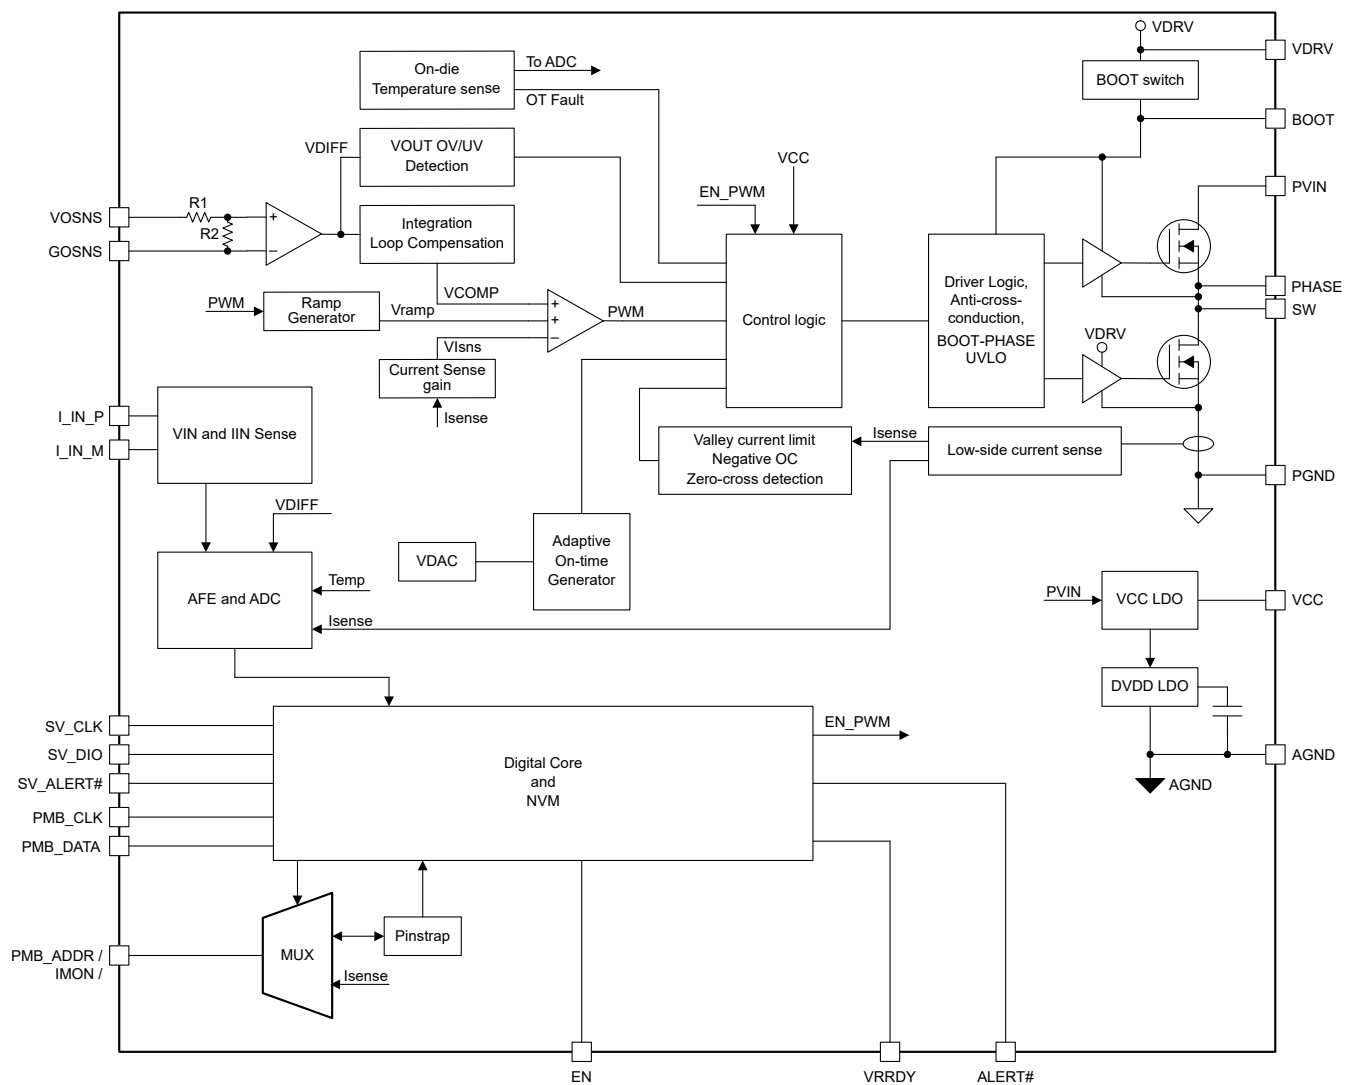 VDRV
VDRV
BOOT switch
BOOT
On-die
Temperature sense
To ADC
OT Fault
VOUT OV/UV
Detection
VDIFF
VCC
EN_PWM
PVIN
VOSNS
R1
R2
GOSNS
+
−
Integration
Loop Compensation
VCOMP
PWM
Ramp
Generator
Vramp
+
+
−
PWM
VIsns
Current Sense
gain
Isense
Control logic
Driver Logic,
Anti-cross-
conduction,
BOOT-PHASE
UVLO
VDRV
PHASE
SW
I_IN_P
I_IN_M
VIN and IIN Sense
Valley current limit
Negative OC
Zero-cross detection
Isense
Low-side current sense
PGND
VDIFF
VDAC
Adaptive
On-time
Generator
AFE and ADC
Temp
Isense
PVIN
VCC LDO
VCC
DVDD LDO
AGND
AGND
SV_CLK
SV_DIO
SV_ALERT#
PMB_CLK
PMB_DATA
Digital Core
and
NVM
EN_PWM
PMB_ADDR /
IMON /
MUX
Pinstrap
Isense
EN
VRRDY
ALERT#